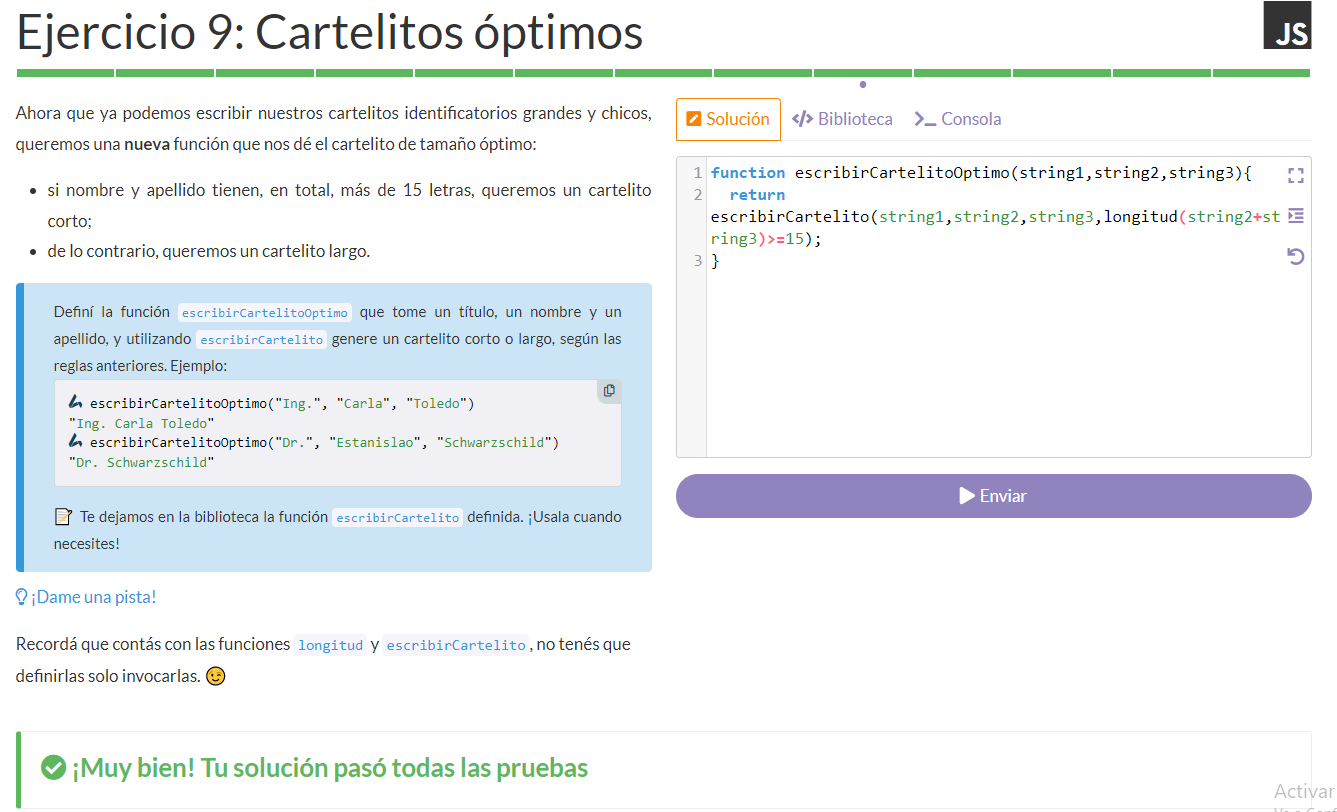 Ejercicio 9: Cartelitos óptimos
JS
Ahora que ya podemos escribir nuestros cartelitos identificatorios grandes y chicos,
queremos una nueva función que nos dé el cartelito de tamaño óptimo:
si nombre y apellido tienen, en total, más de 15 letras, queremos un cartelito
corto;
de lo contrario, queremos un cartelito largo.
Definí la función escribirCartelitoOptimo que tome un título, un nombre y un
apellido, y utilizando escribirCartelito genere un cartelito corto o largo, según las
reglas anteriores. Ejemplo:
escribirCartelitoOptimo("Ing.", "Carla", "Toledo")
"Ing. Carla Toledo"
escribirCartelitoOptimo("Dr.", "Estanislao", "Schwarzschild")
"Dr. Schwarzschild"
Te dejamos en la biblioteca la función escribirCartelito definida. ¡Usala cuando
necesites!
¡Dame una pista!
Recordá que contás con las funciones longitud y escribirCartelito, no tenés que
definirlas solo invocarlas.
Solución
Biblioteca
Consola
1 function escribirCartelitoOptimo(string1,string2,string3){
2 return
escribirCartelito(string1,string2,string3,longitud(string2+st
ring3)>=15);
3 }
Enviar
¡Muy bien! Tu solución pasó todas las pruebas
Activar